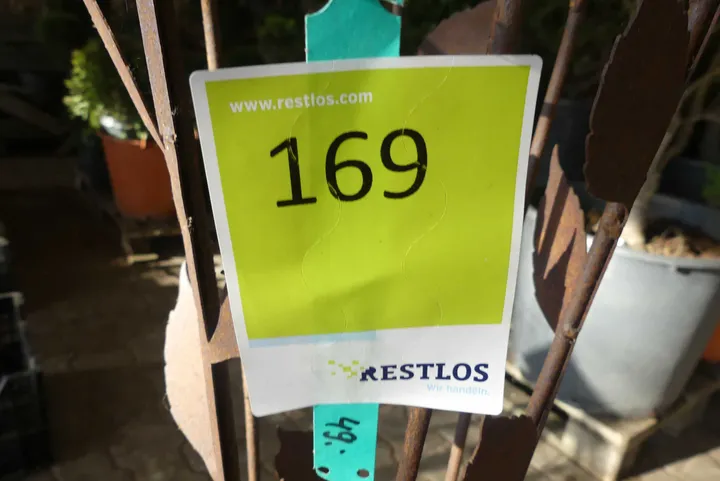 www.restlos.com
169
RESTLOS
Wir handeln.
49.-